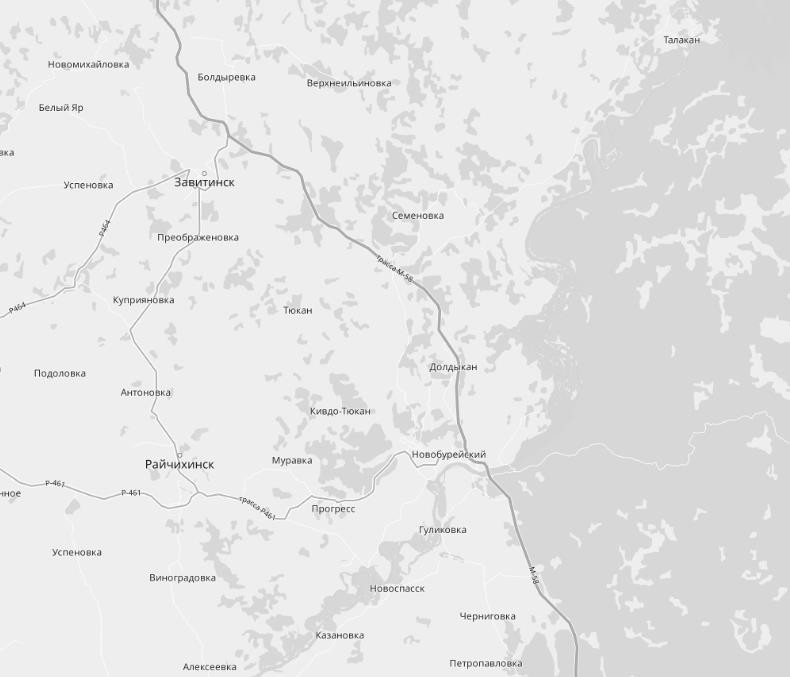 Талакан
Новомихайловка
Болдыревка
Верхнеильиновка
Белый Яр
вка
Успеновка
Завитинск
Семеновка
Р464
Преображеновка
трасса М-58
Куприяновка
Р464
Тюкан
Долдыкан
Подоловка
Антоновка
Кивдо-Тюкан
Новобурейский
Райчихинск
Муравка
Р-461
Р-461
нное
трасса Р461
Прогресс
Гуликовка
Успеновка
Виноградовка
М-58
Новоспасск
Черниговка
Казановка
Алексеевка
Петропавловка